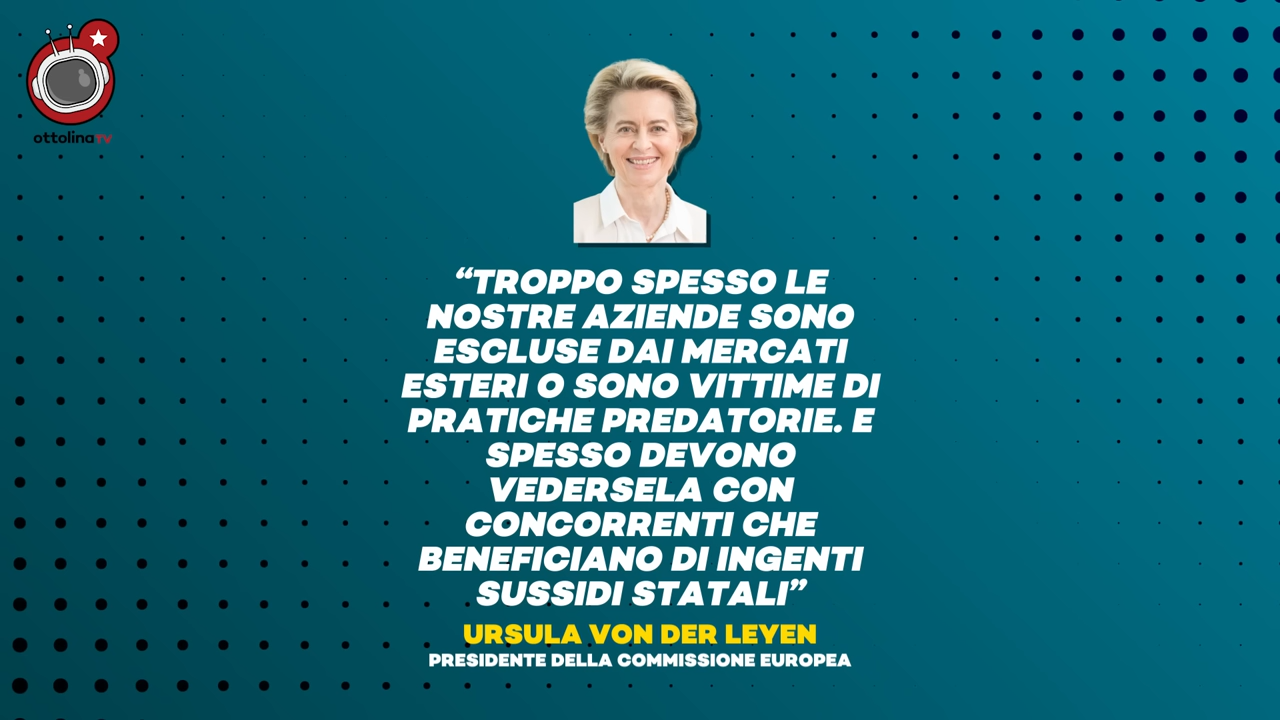 ottolina TV
“TROPPO SPESSO LE
NOSTRE AZIENDE SONO
ESCLUSE DAI MERCATI
ESTERI O SONO VITTIME DI
PRATICHE PREDATORIE. E
SPESSO DEVONO
VEDERSELA CON
CONCORRENTI CHE
BENEFICIANO DI INGENTI
SUSSIDI STATALI”
URSULA VON DER LEYEN
PRESIDENTE DELLA COMMISSIONE EUROPEA